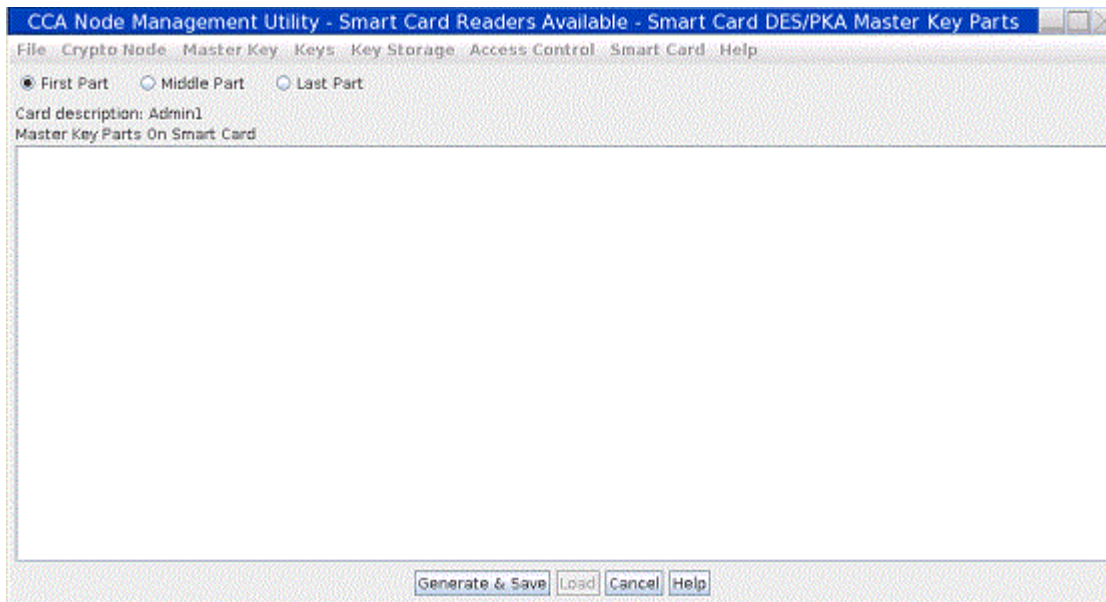 CCA Node Management Utility - Smart Card Readers Available - Smart Card DES/PKA Master Key Parts
File Crypto Node Master Key Keys Key Storage Access Control Smart Card Help
First Part Middle Part Last Part
Card description: Admin1
Master Key Parts On Smart Card
Generate & Save Load Cancel Help